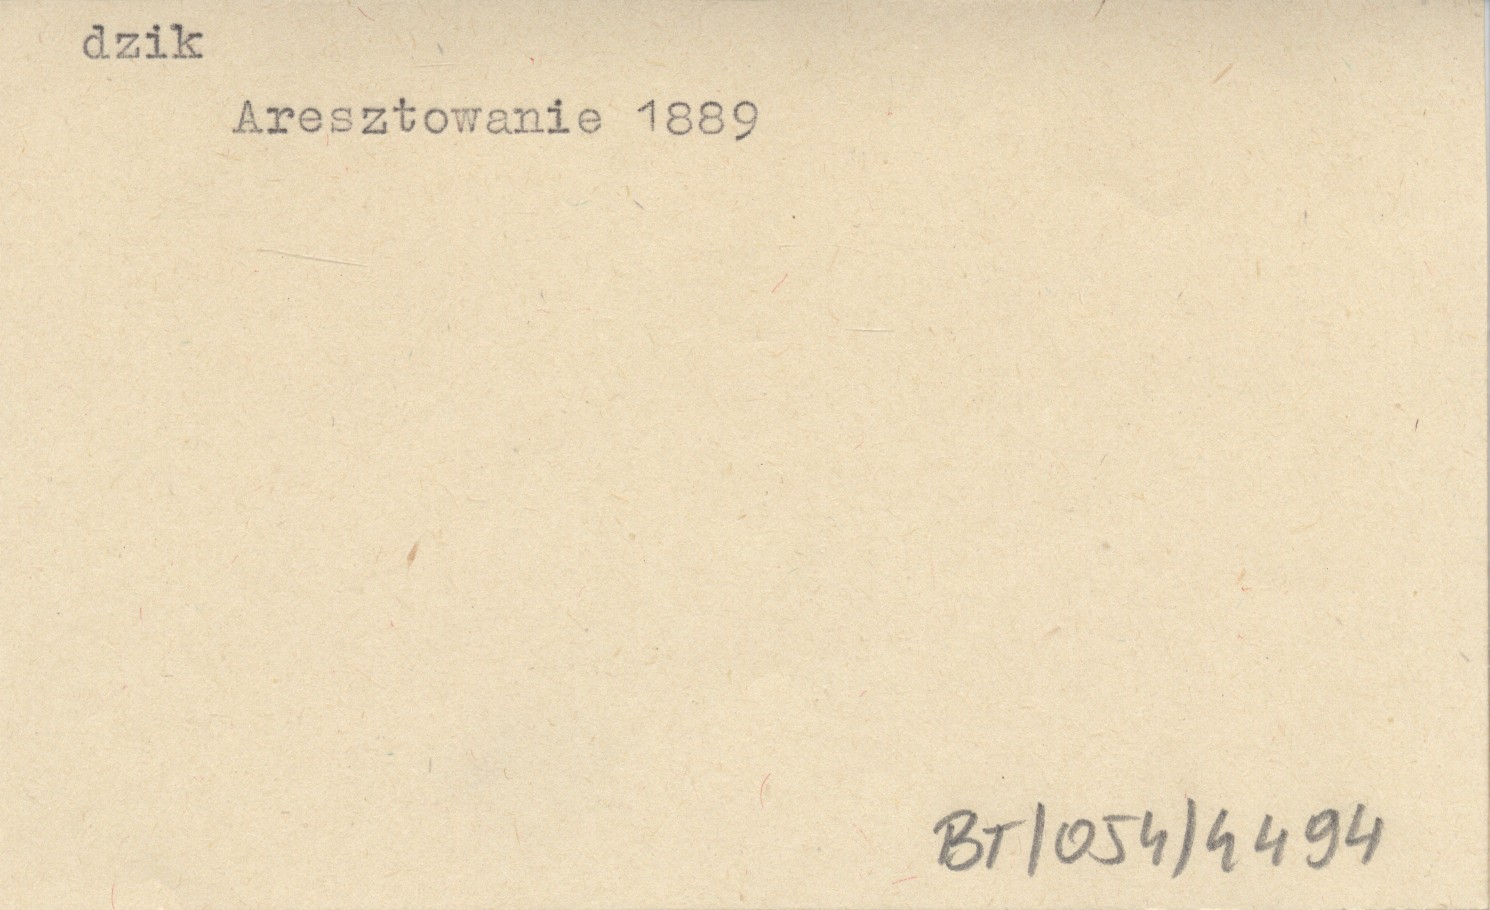 dzik
Aresztowanie 1889
BT/054/4494